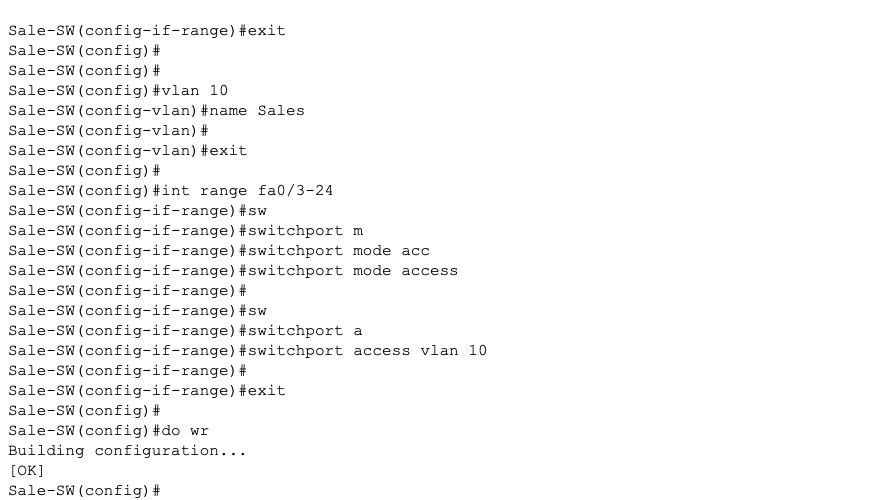 Sale-SW(config-if-range)#exit
Sale-SW(config)#
Sale-SW(config)#
Sale-SW(config)#vlan 10
Sale-SW(config-vlan)#name Sales
Sale-SW(config-vlan)#
Sale-SW(config-vlan)#exit
Sale-SW(config)#
Sale-SW(config)#int range fa0/3-24
Sale-SW(config-if-range)#sw
Sale-SW(config-if-range)#switchport m
Sale-SW(config-if-range)#switchport mode acc
Sale-SW(config-if-range)#switchport mode access
Sale-SW(config-if-range)#
Sale-SW(config-if-range)#sw
Sale-SW(config-if-range)#switchport a
Sale-SW(config-if-range)#switchport access vlan 10
Sale-SW(config-if-range)#
Sale-SW(config-if-range)#exit
Sale-SW(config)#
Sale-SW(config)#do wr
Building configuration...
[OK]
Sale-SW(config)#